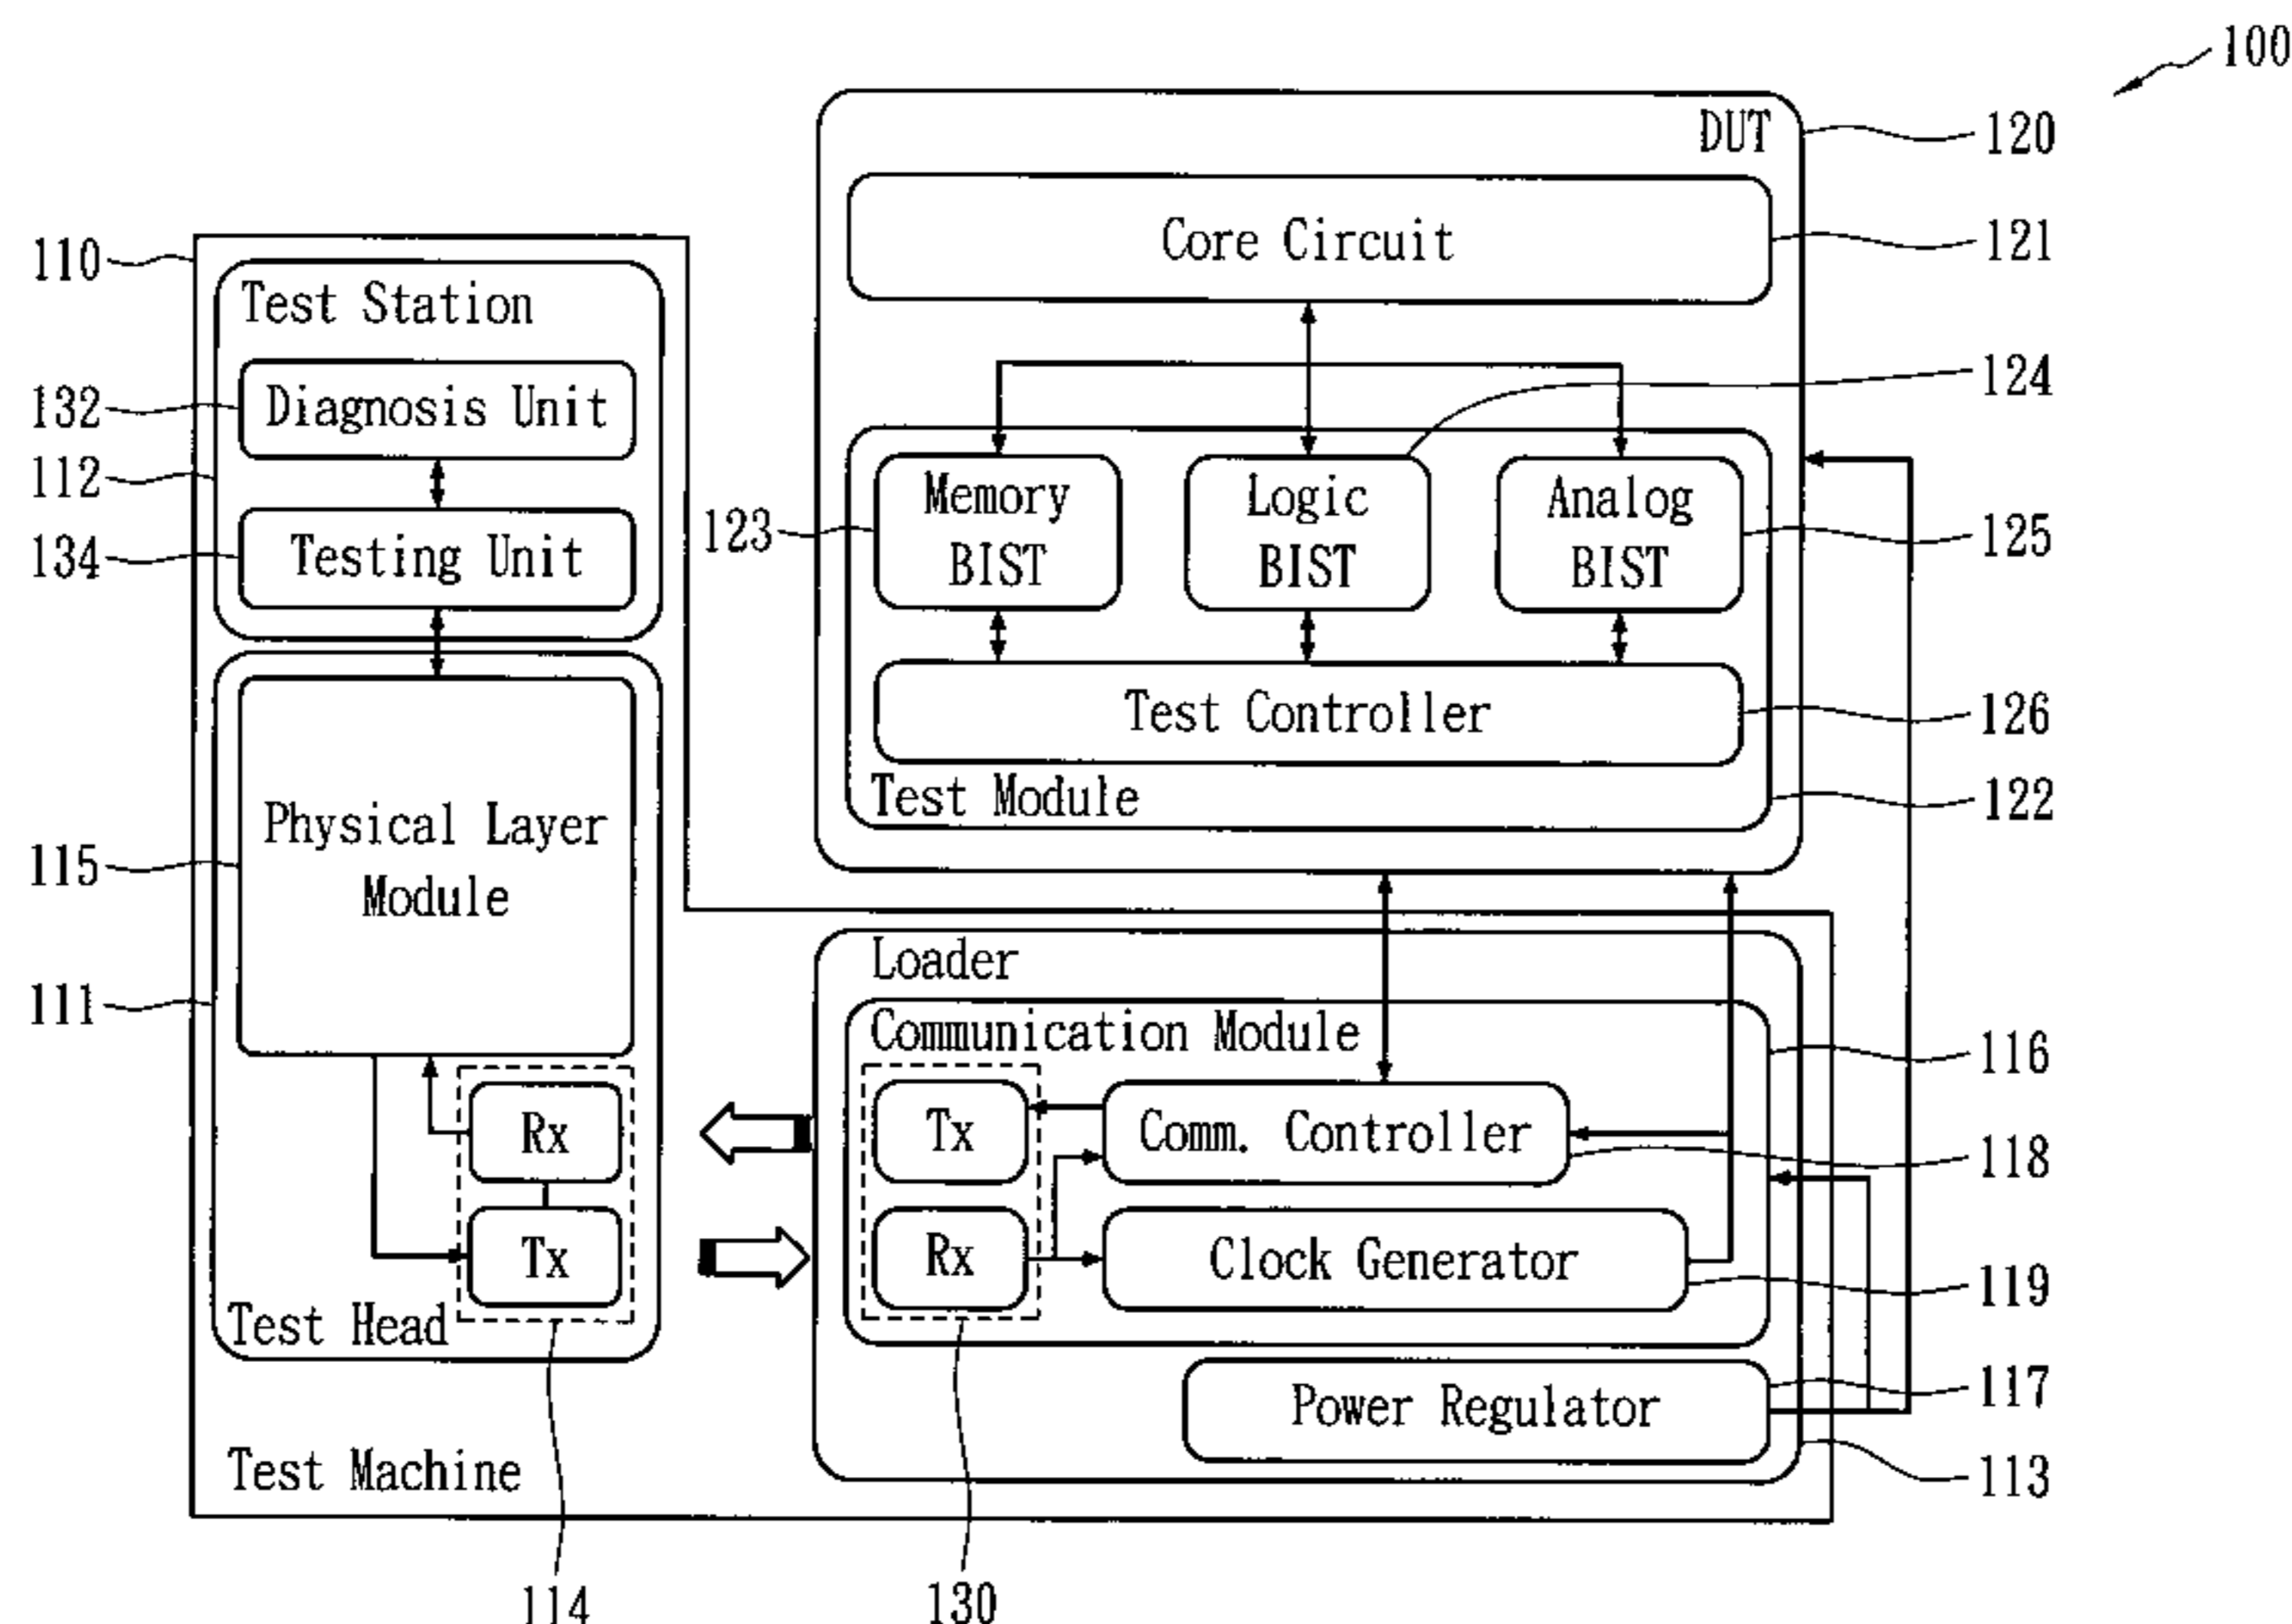 100
DUT
120
Core Circuit
121
110
Test Station
132
Diagnosis Unit
124
112
134
Testing Unit
123
Memory
BIST
Logic
BIST
Analog
BIST
125
Test Controller
126
Test Module
122
115
Physical Layer
Module
111
Loader
Communication Module
116
Rx
Tx
Comm. Controller
118
Tx
Rx
Clock Generator
119
Test Head
Power Regulator
117
Test Machine
113
114
130